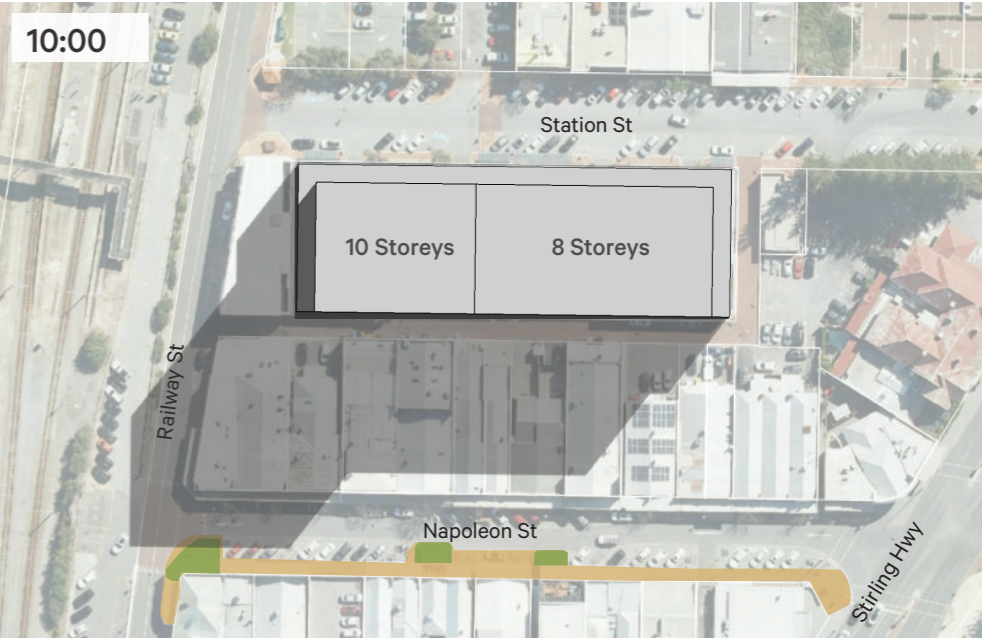 10:00
Station St
10 Storeys
8 Storeys
Railway St
Napoleon St
Stirling Hwy